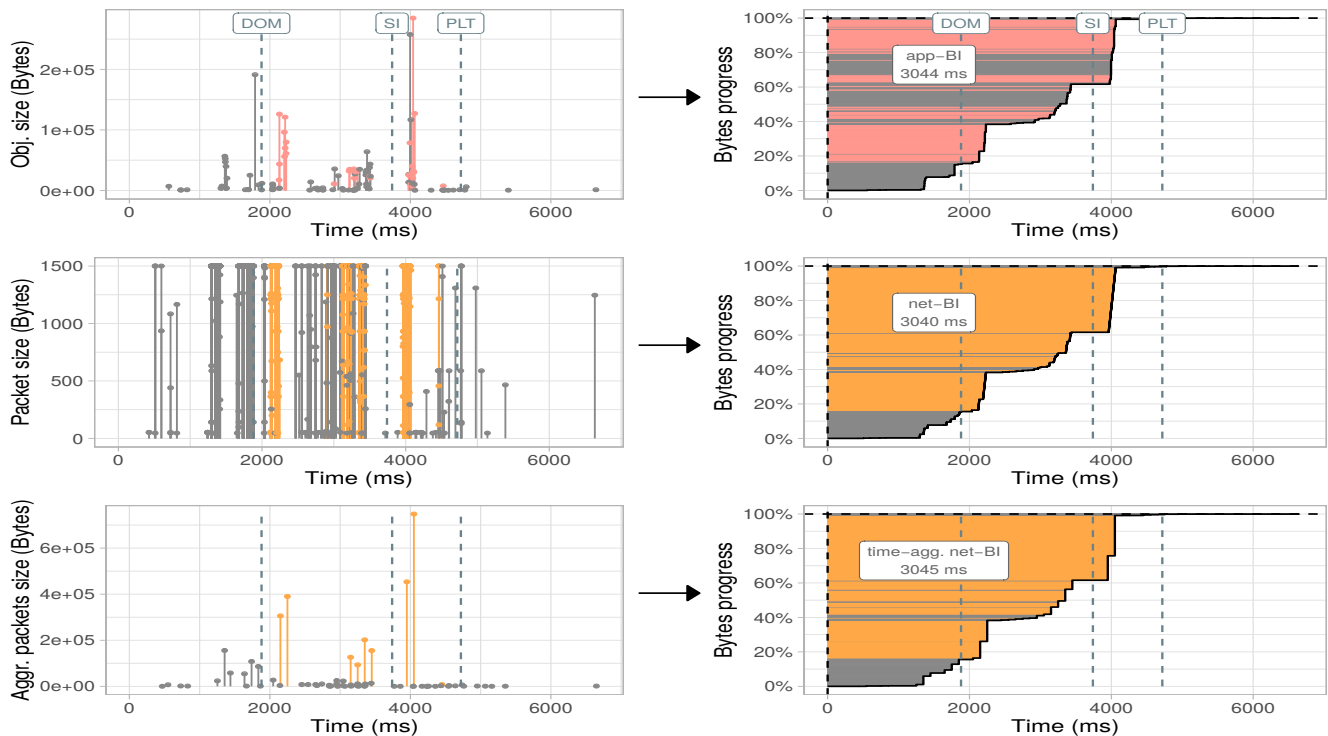 DOM SI PLT
Obj. size (Bytes)
2e+05
1e+05
0e+00
0 2000 4000 6000
Time (ms)
DOM SI PLT
app-BI
3044 ms
Bytes progress
100%
80%
60%
40%
20%
0%
0 2000 4000 6000
Time (ms)
Packet size (Bytes)
1500
1000
500
0
0 2000 4000 6000
Time (ms)
net-BI
3040 ms
Bytes progress
100%
80%
60%
40%
20%
0%
0 2000 4000 6000
Time (ms)
Aggr. packets size (Bytes)
6e+05
4e+05
2e+05
0e+00
0 2000 4000 6000
Time (ms)
time-agg. net-BI
3045 ms
Bytes progress
100%
80%
60%
40%
20%
0%
0 2000 4000 6000
Time (ms)